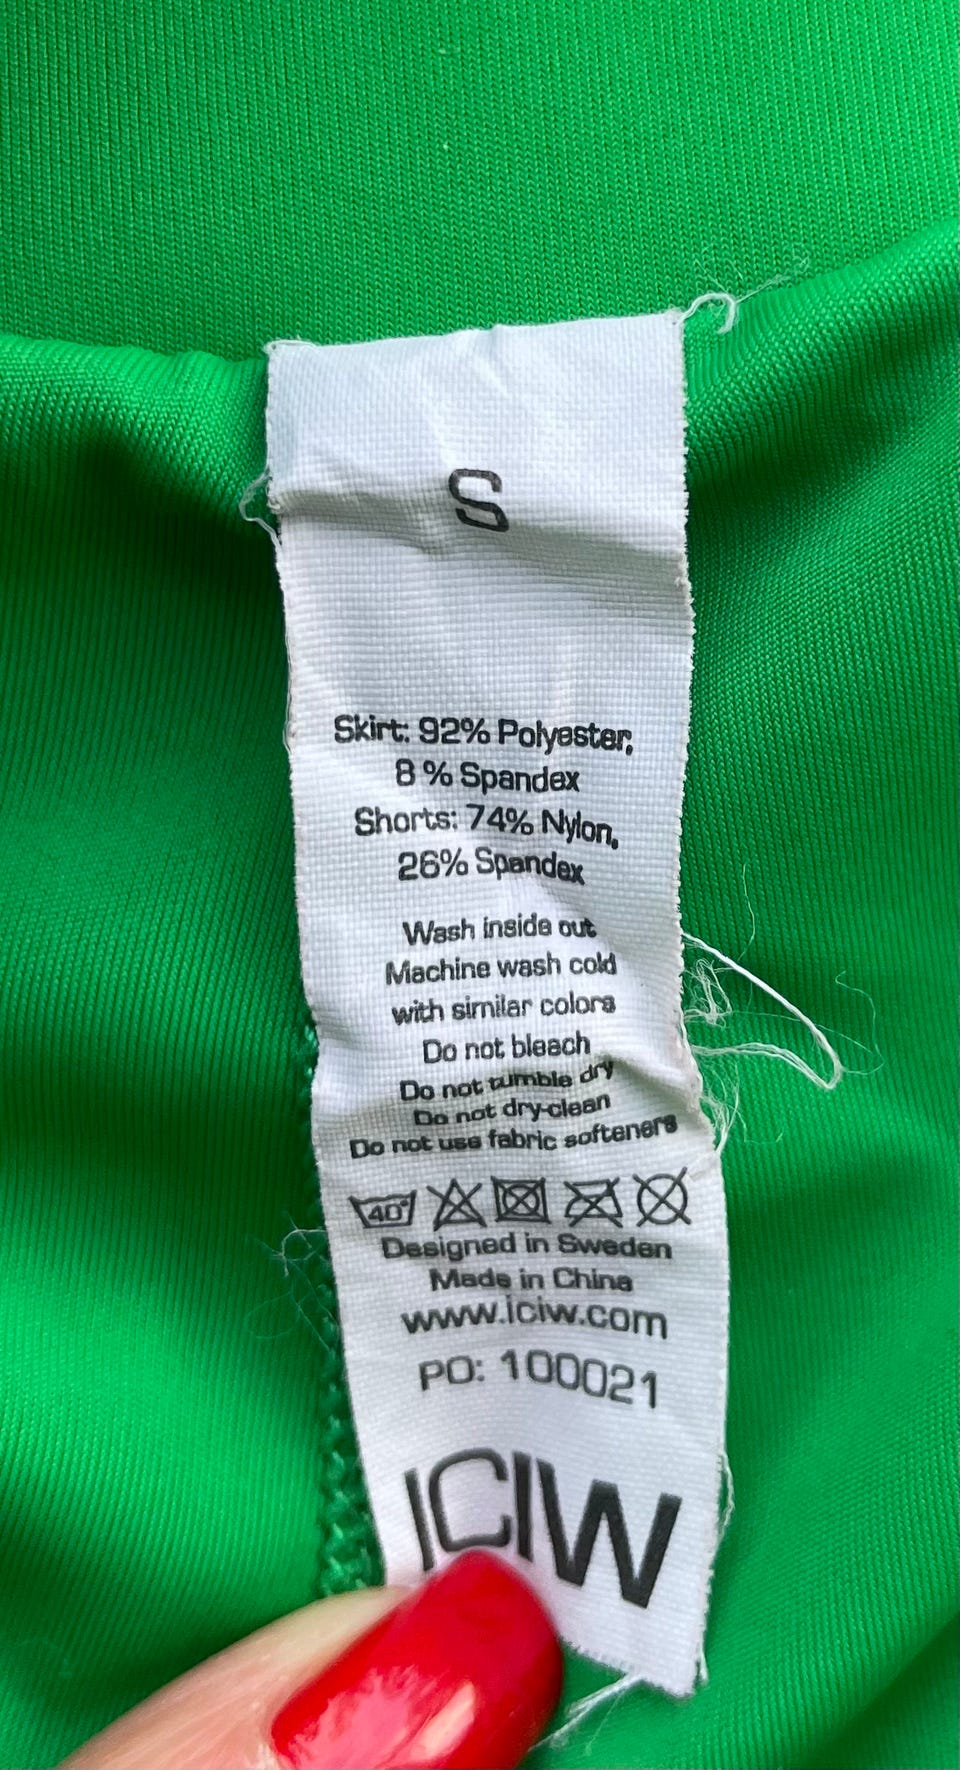 S
Skirt: 92% Polyester,
8 % Spandex
Shorts: 74% Nylon,
26% Spandex
Wash inside out
Machine wash cold
with similar colors
Do not bleach
Do not tumble dry
Do not dry-clean
Do not use fabric softeners
40°
Designed in Sweden
Made in China
www.iciw.com
PO: 100021
ICIW